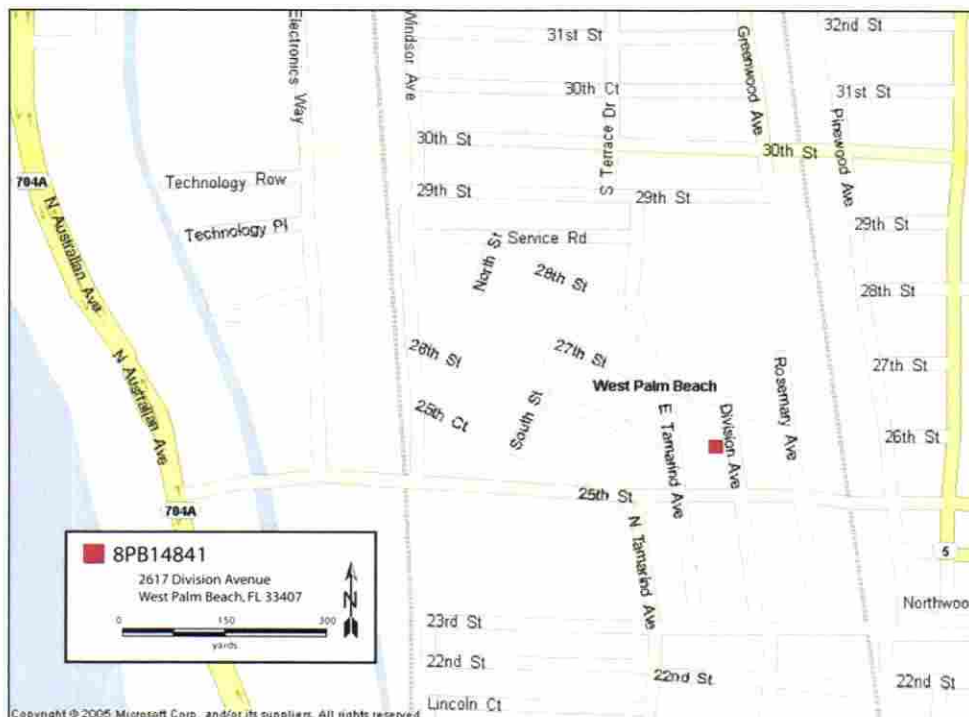 Electronics Way
Windsor Ave
31st St
30th Ct
30th St
29th St
S Terrace Dr
Greenwood Ave
32nd St
31st St
Pinewood Ave
30th St
29th St
704A
Technology Row
Technology Pl
N Australian Ave
Service Rd
North St
28th St
29th St
28th St
26th St
27th St
27th St
West Palm Beach
Rosemary Ave
N Australian Ave
25th Ct
South St
E Tamarind Ave
Division Ave
26th St
25th St
704A
N Tamarind Ave
5
8PB14841
2617 Division Avenue
West Palm Beach, FL 33407
0 150 300
yards
N
Northwoo
23rd St
22nd St
22nd St
22nd St
Lincoln Ct
Copyright © 2005 Microsoft Corp. and/or its suppliers. All rights reserved